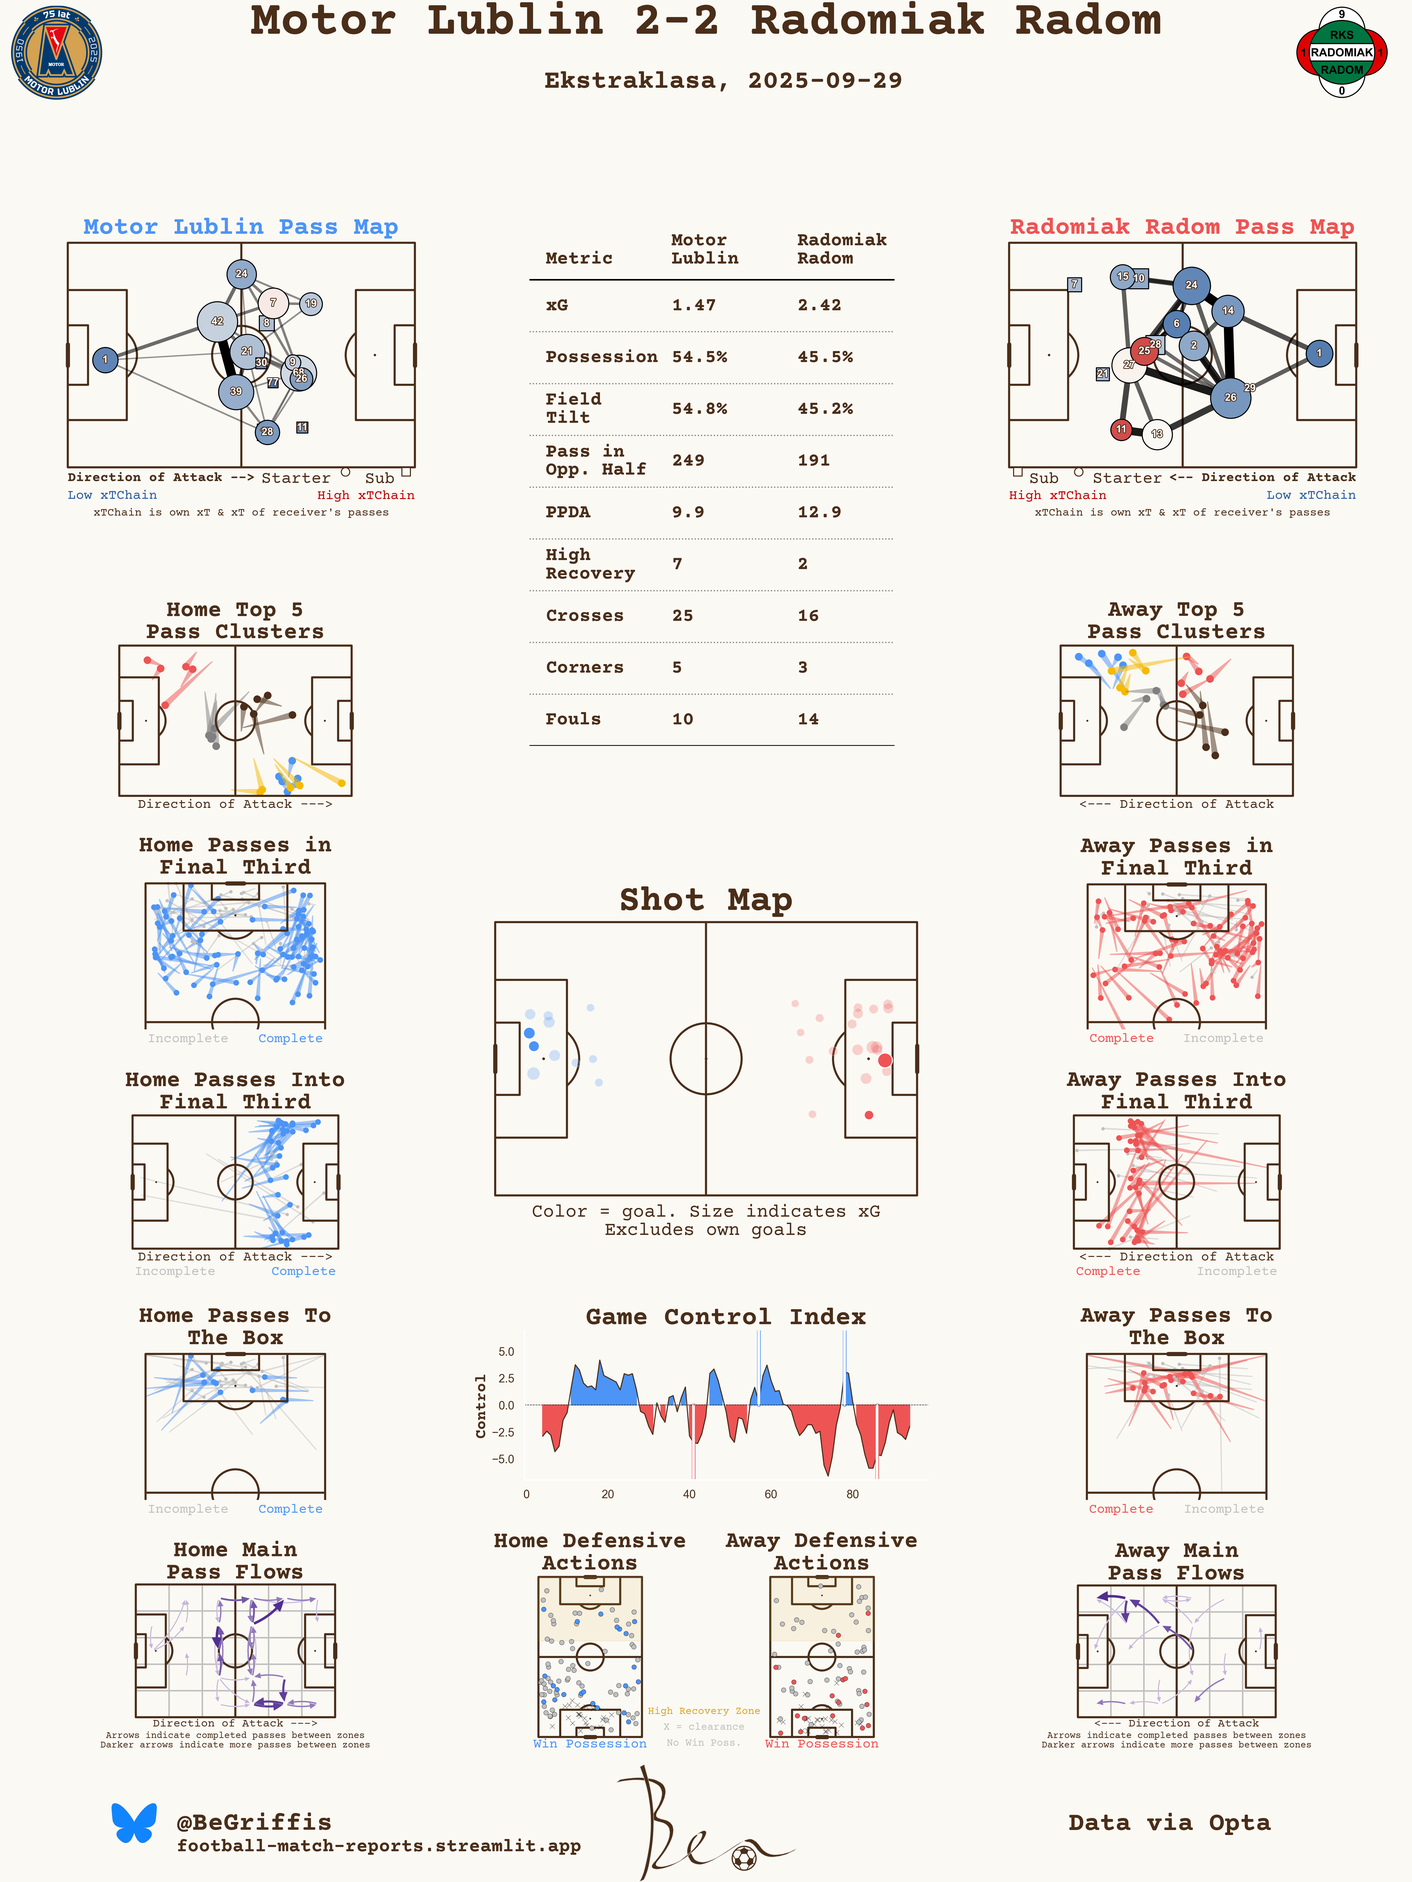 Motor Lublin 2-2 Radomiak Radom
Ekstraklasa, 2025-09-29
75 lat
1950
2025
MOTOR
MOTOR LUBLIN
9
RKS
1 RADOMIAK 1
RADOM
0
Motor Lublin Pass Map
24
7
19
42
8
21
1
30
9
68
77
26
39
28
11
Direction of Attack --> Starter Sub
Low xTChain High xTChain
xTChain is own xT & xT of receiver's passes
Metric Motor Lublin Radomiak Radom
xG 1.47 2.42
Possession 54.5% 45.5%
Field Tilt 54.8% 45.2%
Pass in Opp. Half 249 191
PPDA 9.9 12.9
High Recovery 7 2
Crosses 25 16
Corners 5 3
Fouls 10 14
Radomiak Radom Pass Map
7
15
10
24
14
6
28
25
2
1
27
21
29
26
11
13
Sub Starter <-- Direction of Attack
High xTChain Low xTChain
xTChain is own xT & xT of receiver's passes
Home Top 5
Pass Clusters
Direction of Attack --->
Away Top 5
Pass Clusters
<--- Direction of Attack
Home Passes in
Final Third
Incomplete Complete
Away Passes in
Final Third
Complete Incomplete
Shot Map
Color = goal. Size indicates xG
Excludes own goals
Home Passes Into
Final Third
Direction of Attack --->
Incomplete Complete
Away Passes Into
Final Third
<--- Direction of Attack
Complete Incomplete
Home Passes To
The Box
Incomplete Complete
Game Control Index
Control
5.0
2.5
0.0
−2.5
−5.0
0 20 40 60 80
Away Passes To
The Box
Complete Incomplete
Home Main
Pass Flows
Direction of Attack --->
Arrows indicate completed passes between zones
Darker arrows indicate more passes between zones
Home Defensive
Actions
Win Possession
High Recovery Zone
X = clearance
No Win Poss.
Away Defensive
Actions
Win Possession
Away Main
Pass Flows
<--- Direction of Attack
Arrows indicate completed passes between zones
Darker arrows indicate more passes between zones
@BeGriffis
football-match-reports.streamlit.app
Ben
Data via Opta